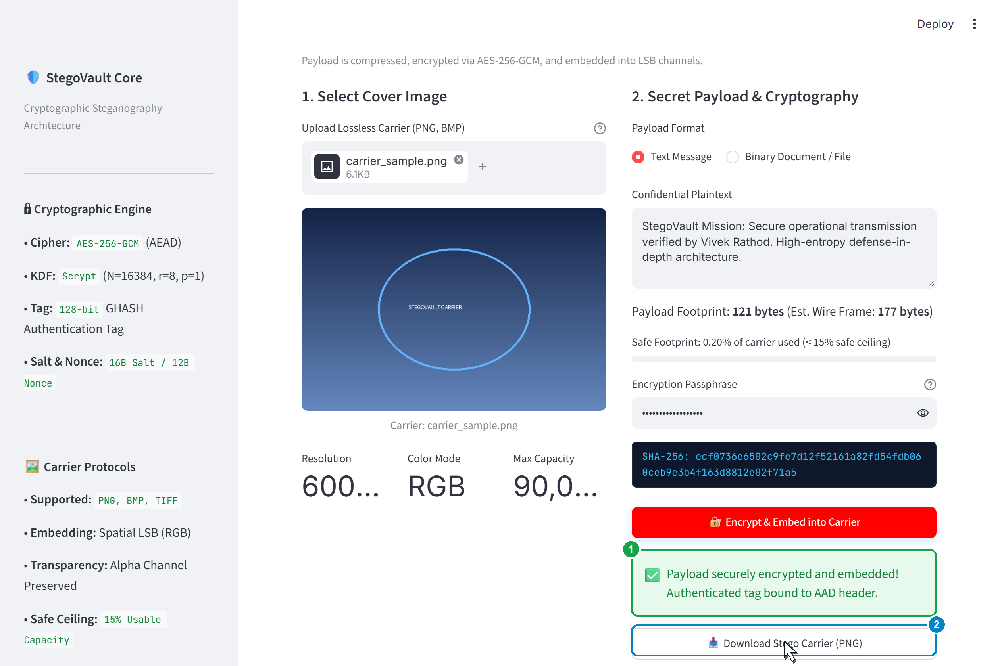 Deploy
StegoVault Core
Cryptographic Steganography
Architecture
Cryptographic Engine
• Cipher: AES-256-GCM (AEAD)
• KDF: Scrypt (N=16384, r=8, p=1)
• Tag: 128-bit GHASH
Authentication Tag
• Salt & Nonce: 16B Salt / 12B
Nonce
Carrier Protocols
• Supported: PNG, BMP, TIFF
• Embedding: Spatial LSB (RGB)
• Transparency: Alpha Channel
Preserved
• Safe Ceiling: 15% Usable
Capacity
Payload is compressed, encrypted via AES-256-GCM, and embedded into LSB channels.
1. Select Cover Image
Upload Lossless Carrier (PNG, BMP)
carrier_sample.png
6.1KB
STEGOVAULT CARRIER
Carrier: carrier_sample.png
Resolution Color Mode Max Capacity
600... RGB 90,0...
2. Secret Payload & Cryptography
Payload Format
Text Message Binary Document / File
Confidential Plaintext
StegoVault Mission: Secure operational transmission
verified by Vivek Rathod. High-entropy defense-in-
depth architecture.
Payload Footprint: 121 bytes (Est. Wire Frame: 177 bytes)
Safe Footprint: 0.20% of carrier used (< 15% safe ceiling)
Encryption Passphrase
••••••••••••••••••
SHA-256: ecf0736e6502c9fe7d12f52161a82fd54fdb06
0ceb9e3b4f163d8812e02f71a5
Encrypt & Embed into Carrier
1
Payload securely encrypted and embedded!
Authenticated tag bound to AAD header.
2
Download Stego Carrier (PNG)